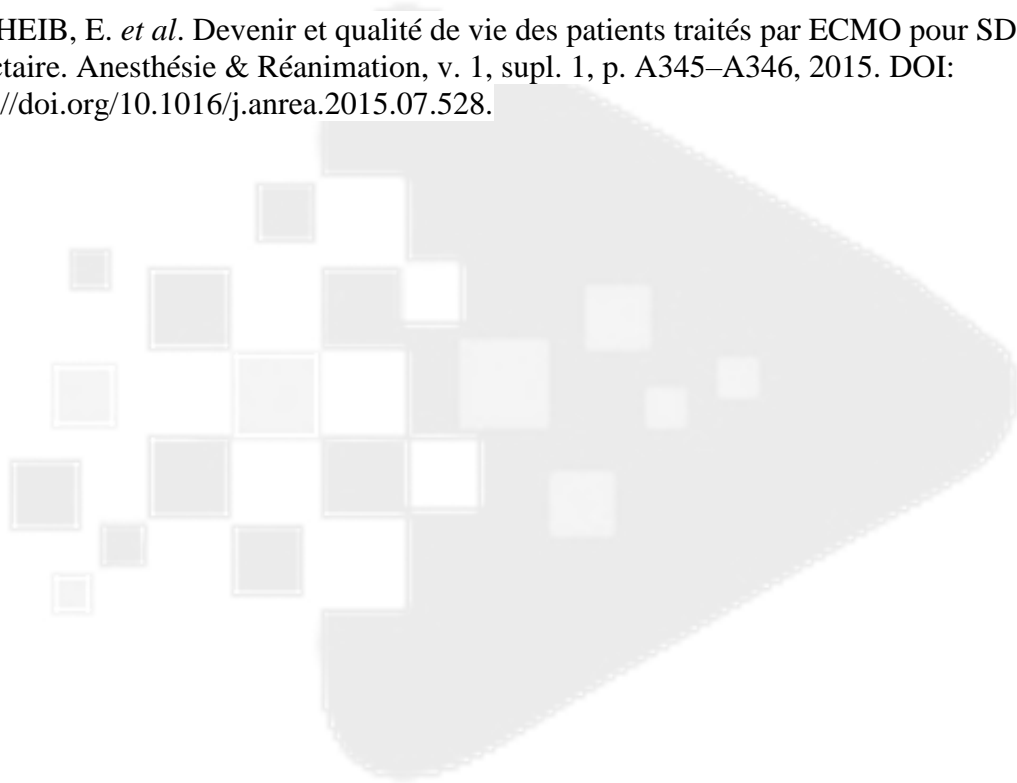 HEIB, E. et al. Devenir et qualité de vie des patients traités par ECMO pour SD
ctaire. Anesthésie & Réanimation, v. 1, supl. 1, p. A345–A346, 2015. DOI:
//doi.org/10.1016/j.anrea.2015.07.528.